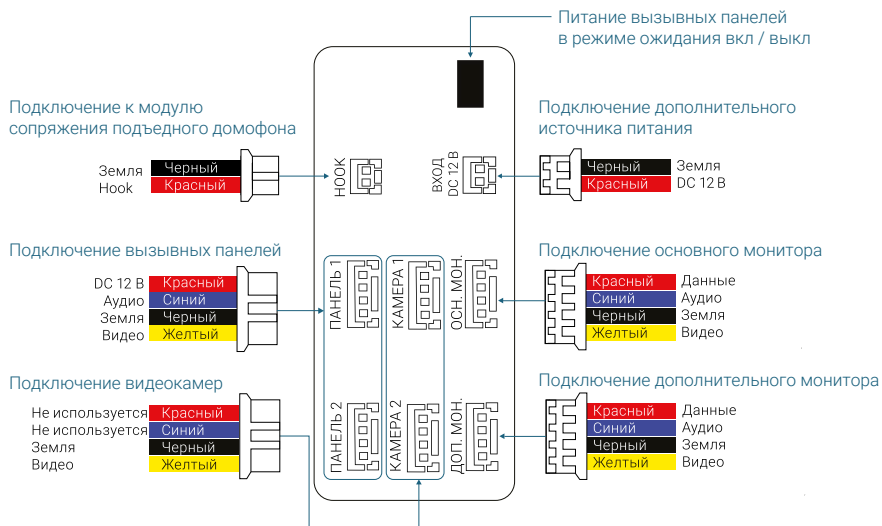 Питание вызывных панелей
в режиме ожидания вкл / выкл
Подключение к модулю
сопряжения подъедного домофона
Земля Черный
Hook Красный
HOOK
ВХОД
DC 12 В
Подключение дополнительного
источника питания
Черный Земля
Красный DC 12 В
Подключение вызывных панелей
DC 12 В Красный
Аудио Синий
Земля Черный
Видео Желтый
ПАНЕЛЬ 1
КАМЕРА 1
ОСН. МОН.
Подключение основного монитора
Красный Данные
Синий Аудио
Черный Земля
Желтый Видео
Подключение видеокамер
Не используется Красный
Не используется Синий
Земля Черный
Видео Желтый
ПАНЕЛЬ 2
КАМЕРА 2
ДОП. МОН.
Подключение дополнительного монитора
Красный Данные
Синий Аудио
Черный Земля
Желтый Видео